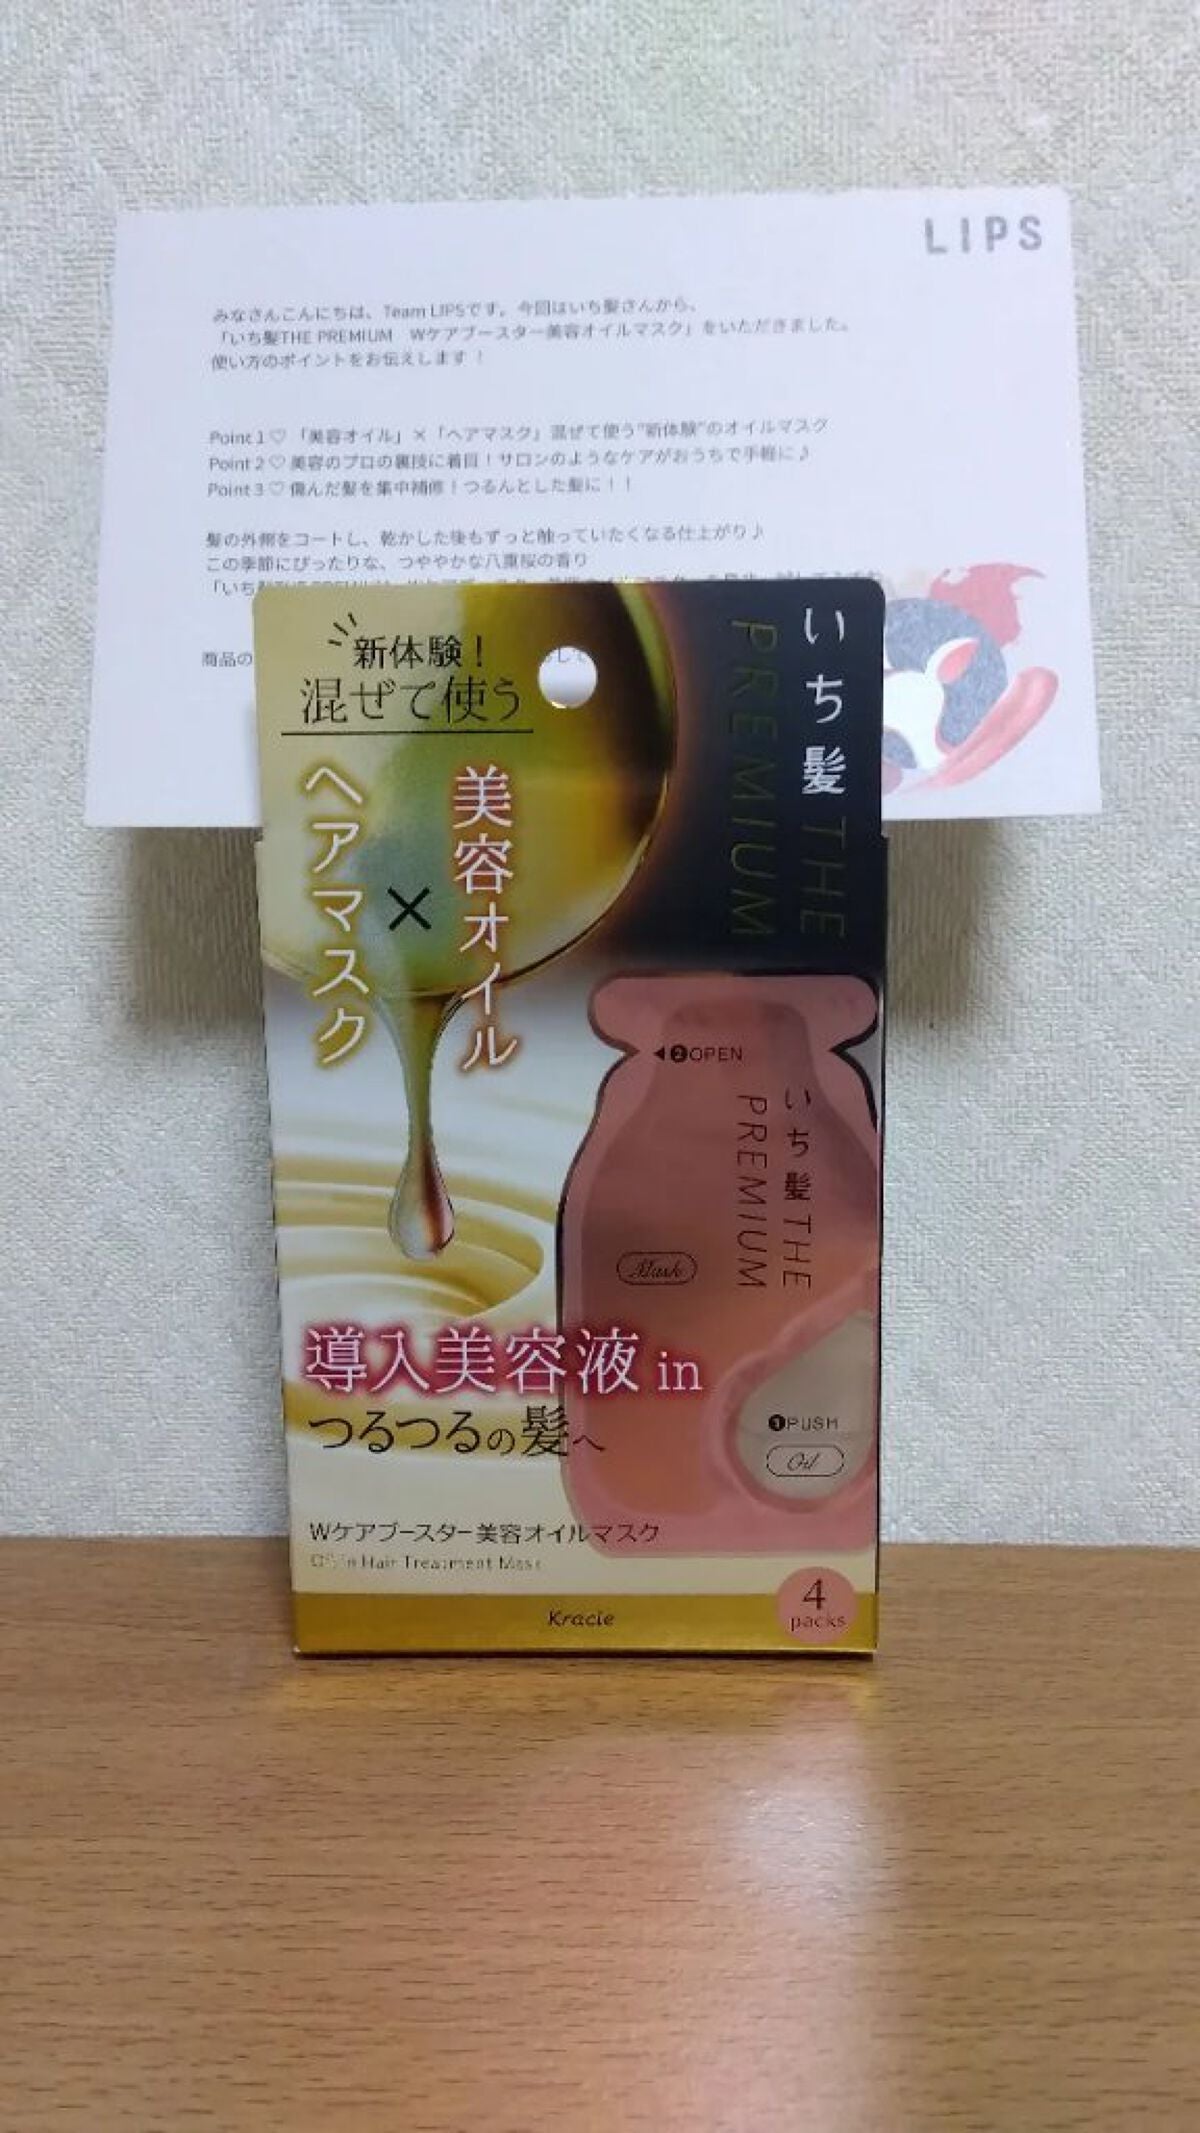 LIPS
みなさんこんにちは、Team LIPSです。今回はいち髪さんから、
「いち髪THE PREMIUM　Wケアブースター美容オイルマスク」をいただきました。
使い方のポイントをお伝えします！
Point 1♡「美容オイル」×「ヘアマスク」混ぜて使う"新体験"のオイルマスク
Point 2♡美容のプロの裏技に着目！サロンのようなケアがおうちで手軽に♪
Point 3♡傷んだ髪を集中補修！つるんとした髪に！！
髪の外側をコートし、乾かした後もずっと触っていたくなる仕上がり♪
この季節にぴったりな、つややかな八重桜の香り
「いち
商品の
新体験！
混ぜて使う
美容オイル
×
ヘアマスク
いち髪 THE
PREMIUM
◀❷OPEN
いち髪 THE
PREMIUM
Mask
❶PUSH
Oil
導入美容液 in
つるつるの髪へ
Wケアブースター美容オイルマスク
Oil in Hair Treatment Mask
Kracie
4
packs